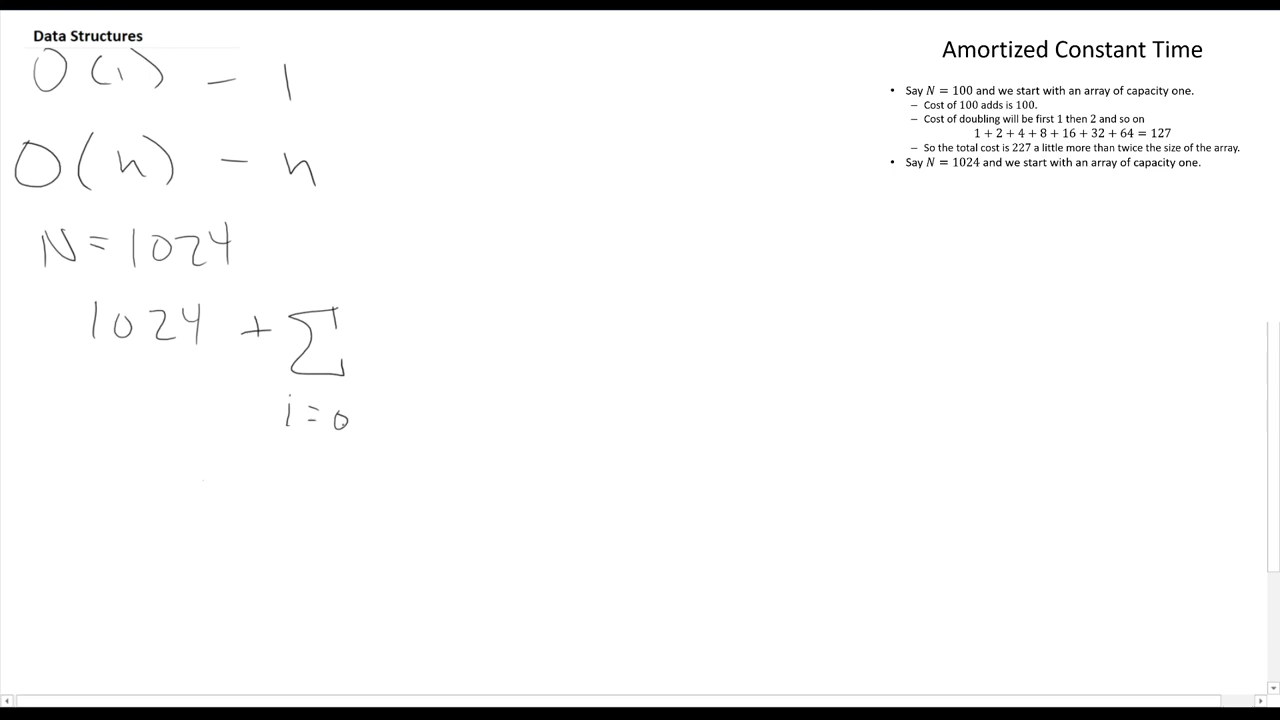 Data Structures
O(1) - 1
O(n) - n
N = 1024
1024 + ∑
i = 0
Amortized Constant Time
• Say N = 100 and we start with an array of capacity one.
– Cost of 100 adds is 100.
– Cost of doubling will be first 1 then 2 and so on
1 + 2 + 4 + 8 + 16 + 32 + 64 = 127
– So the total cost is 227 a little more than twice the size of the array.
• Say N = 1024 and we start with an array of capacity one.